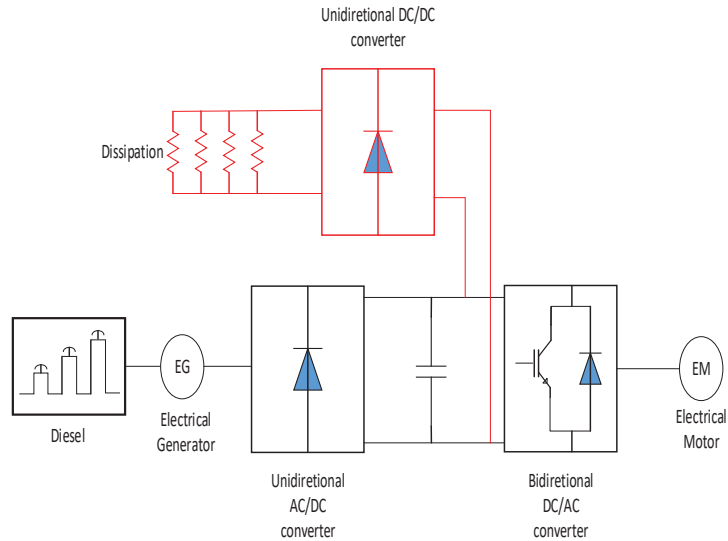 Unidiretional DC/DC
converter
Dissipation
EG
EM
Diesel
Electrical
Generator
Electrical
Motor
Unidiretional
AC/DC
converter
Bidiretional
DC/AC
converter